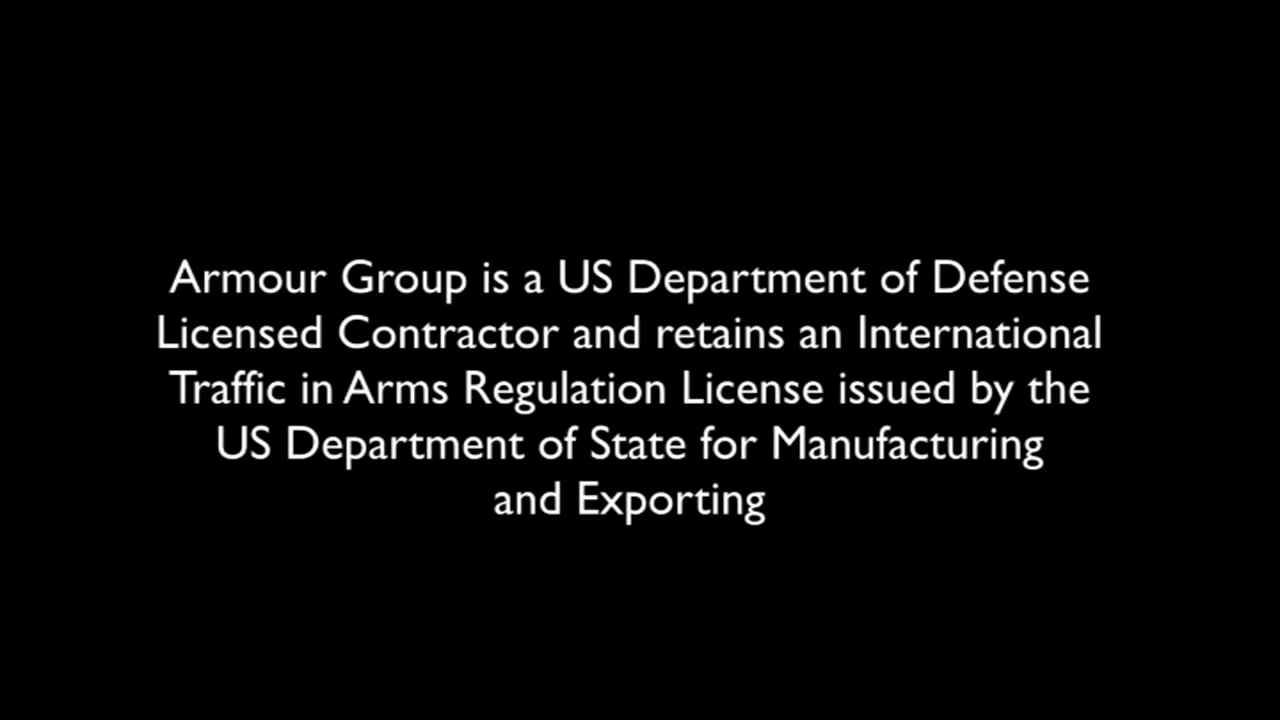 Armour Group is a US Department of Defense
Licensed Contractor and retains an International
Traffic in Arms Regulation License issued by the
US Department of State for Manufacturing
and Exporting